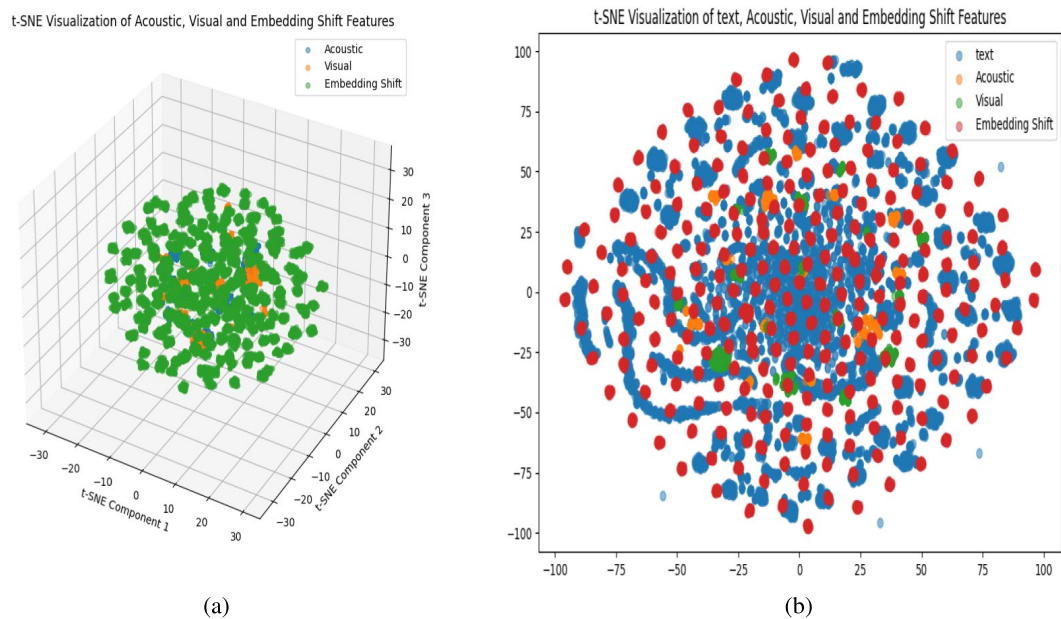 t-SNE Visualization of Acoustic, Visual and Embedding Shift Features
Acoustic
Visual
Embedding Shift
30
20
10
0
−10
−20
−30
t-SNE Component 3
−30
−20
−10
0
10
20
30
t-SNE Component 1
−30
−20
−10
0
10
20
30
t-SNE Component 2
(a)
t-SNE Visualization of text, Acoustic, Visual and Embedding Shift Features
text
Acoustic
Visual
Embedding Shift
100
75
50
25
0
−25
−50
−75
−100
−100 −75 −50 −25 0 25 50 75 100
(b)